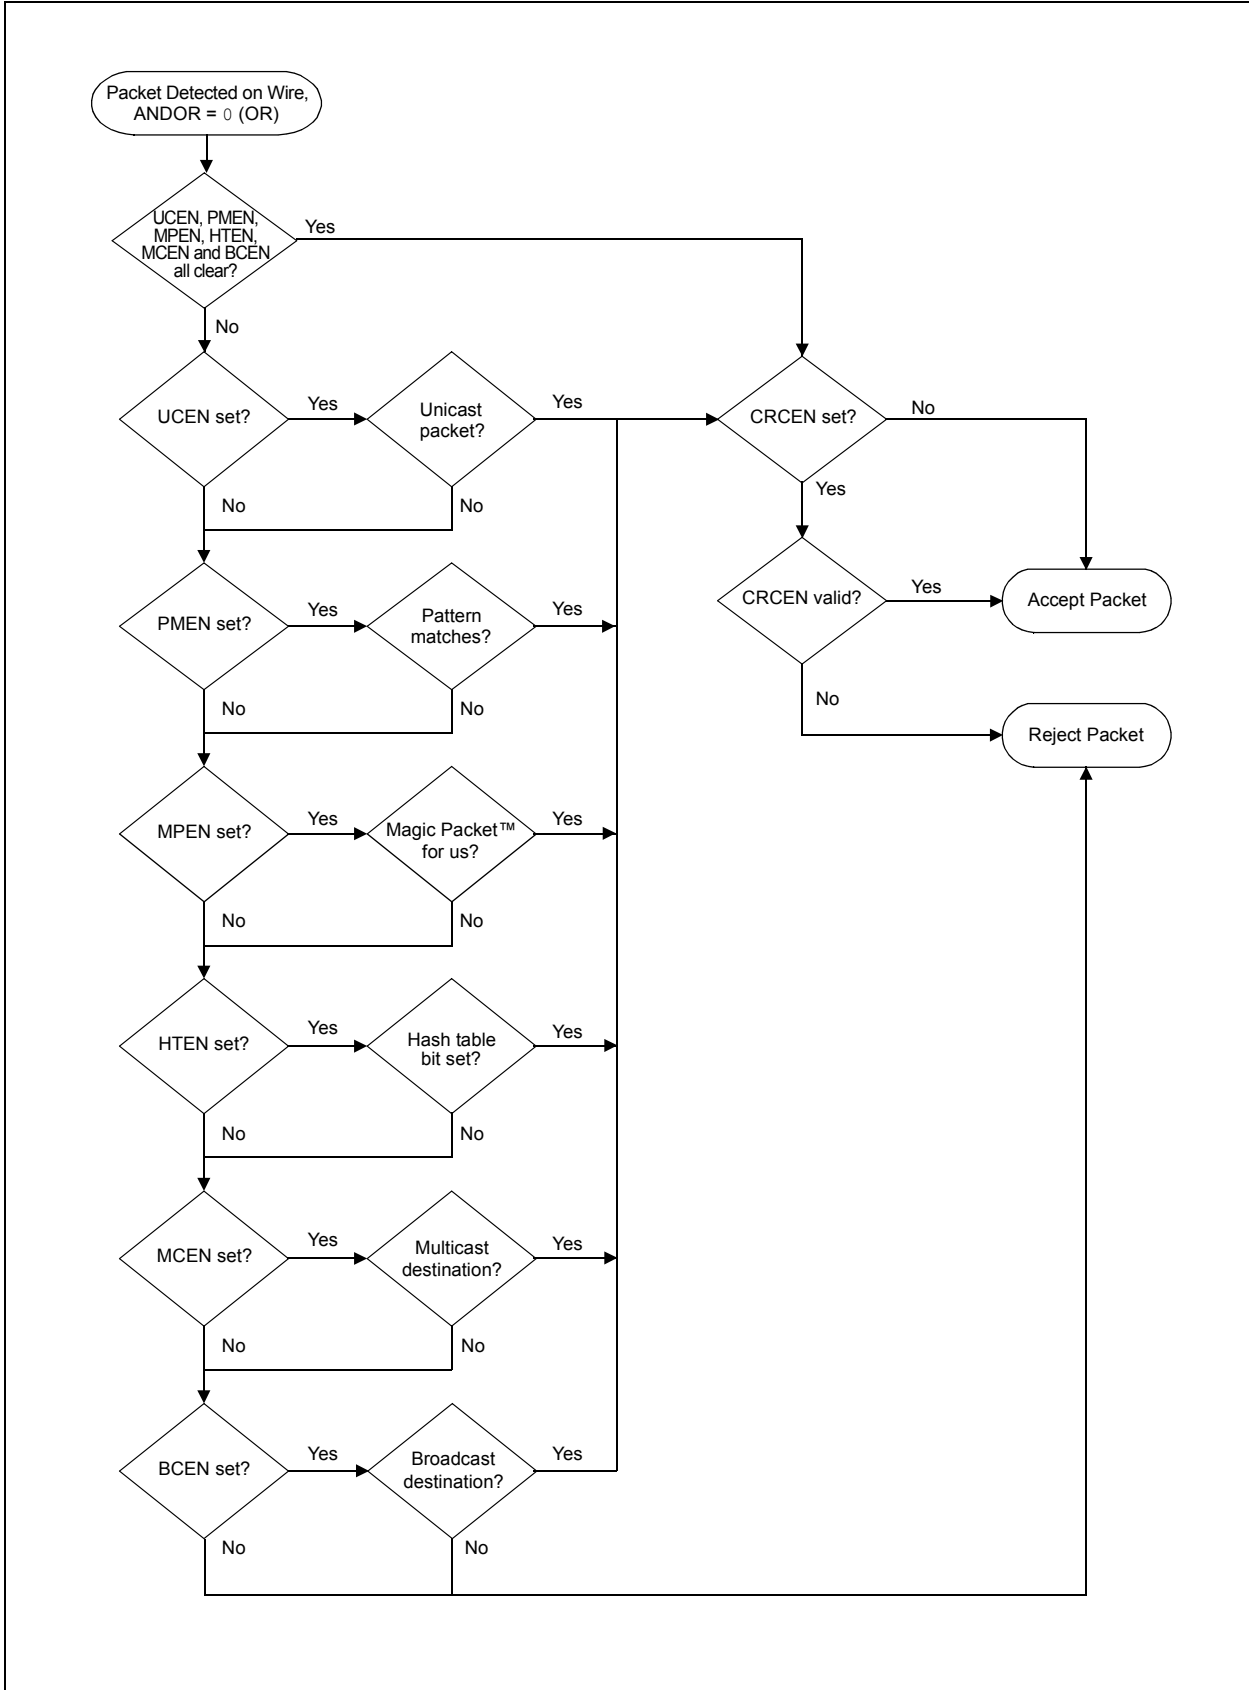 Packet Detected on Wire,
ANDOR = 0 (OR)
UCEN, PMEN,
MPEN, HTEN,
MCEN and BCEN
all clear?
Yes
No
UCEN set?
Yes
Unicast
packet?
Yes
CRCEN set?
No
No
No
Yes
PMEN set?
Yes
Pattern
matches?
Yes
CRCEN valid?
Yes
Accept Packet
No
No
No
Reject Packet
MPEN set?
Yes
Magic Packet™
for us?
Yes
No
No
HTEN set?
Yes
Hash table
bit set?
Yes
No
No
MCEN set?
Yes
Multicast
destination?
Yes
No
No
BCEN set?
Yes
Broadcast
destination?
Yes
No
No